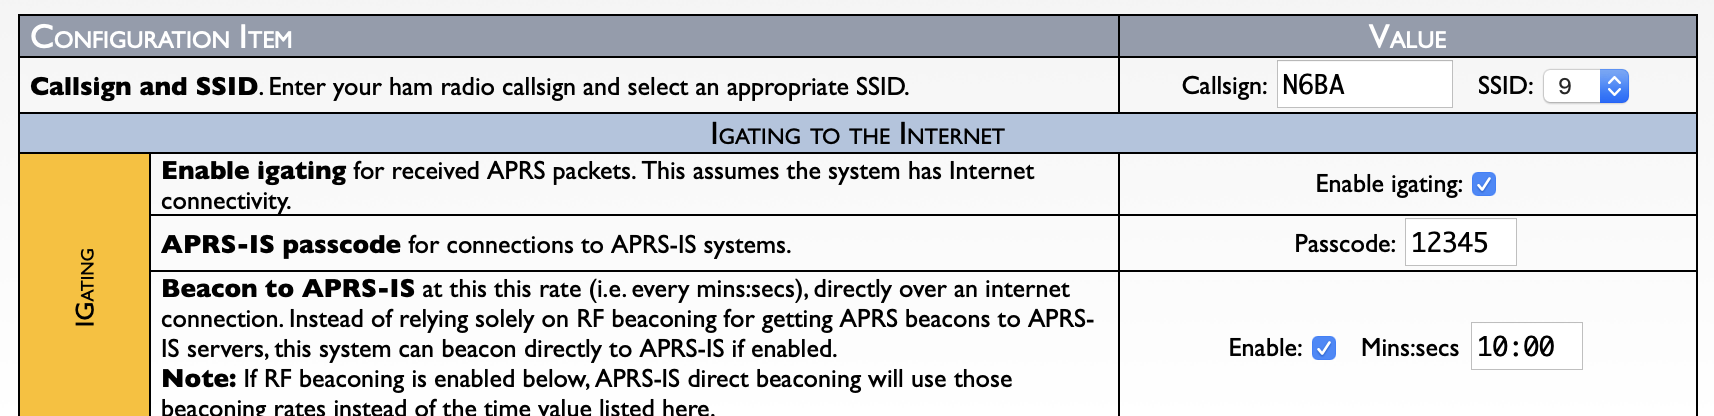 CONFIGURATION ITEM VALUE
Callsign and SSID. Enter your ham radio callsign and select an appropriate SSID. Callsign: N6BA SSID: 9
IGATING TO THE INTERNET
IGATING
Enable igating for received APRS packets. This assumes the system has Internet
connectivity.
Enable igating:
APRS-IS passcode for connections to APRS-IS systems. Passcode: 12345
Beacon to APRS-IS at this this rate (i.e. every mins:secs), directly over an internet
connection. Instead of relying solely on RF beaconing for getting APRS beacons to APRS-
IS servers, this system can beacon directly to APRS-IS if enabled.
Note: If RF beaconing is enabled below, APRS-IS direct beaconing will use those
beaconing rates instead of the time value listed here.
Enable: Mins:secs 10:00